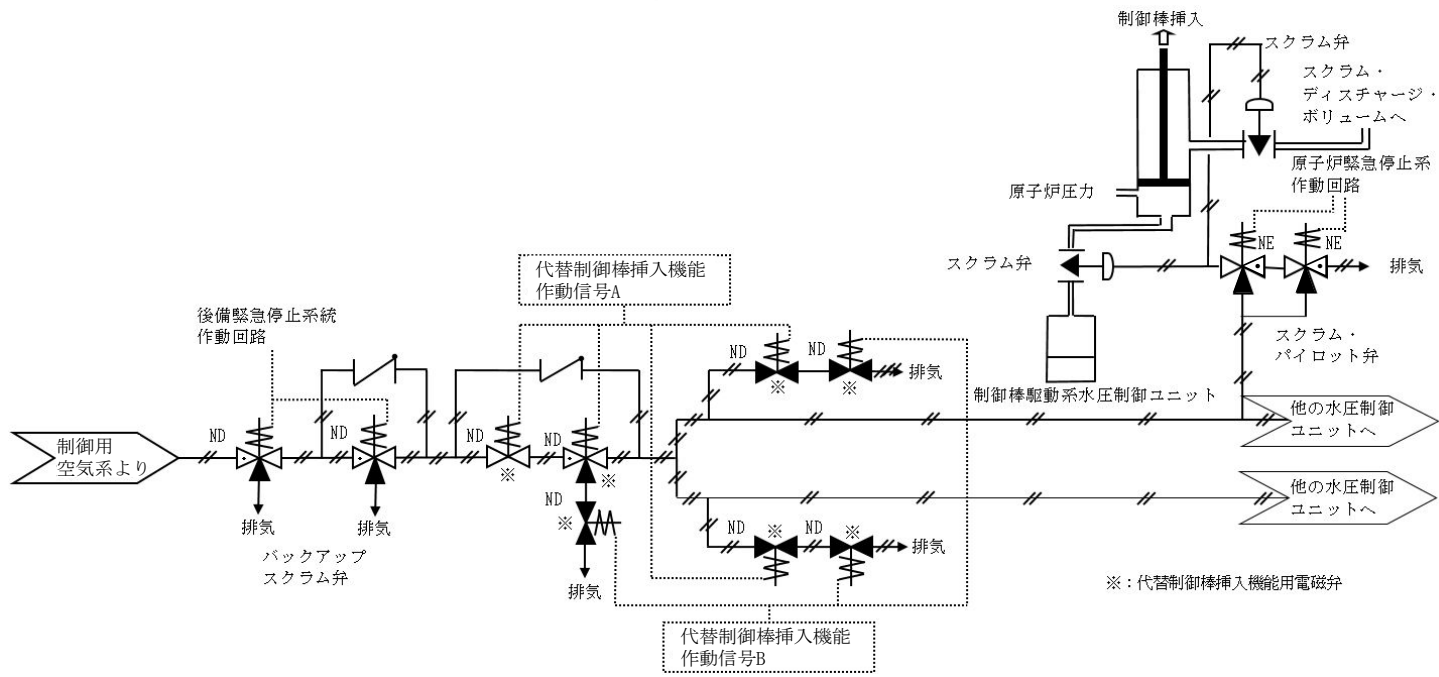 制御棒挿入
スクラム弁
スクラム・
ディスチャージ・
ボリュームへ
原子炉緊急停止系
作動回路
原子炉圧力
NE
NE
スクラム弁
排気
代替制御棒挿入機能
作動信号A
後備緊急停止系統
作動回路
スクラム・
パイロット弁
制御棒駆動系水圧制御ユニット
ND
ND
※
※
排気
制御用
空気系より
ND
ND
ND
※
ND
※
排気
排気
バックアップ
スクラム弁
ND
※
排気
他の水圧制御
ユニットへ
他の水圧制御
ユニットへ
ND
ND
※
※
排気
※：代替制御棒挿入機能用電磁弁
代替制御棒挿入機能
作動信号B